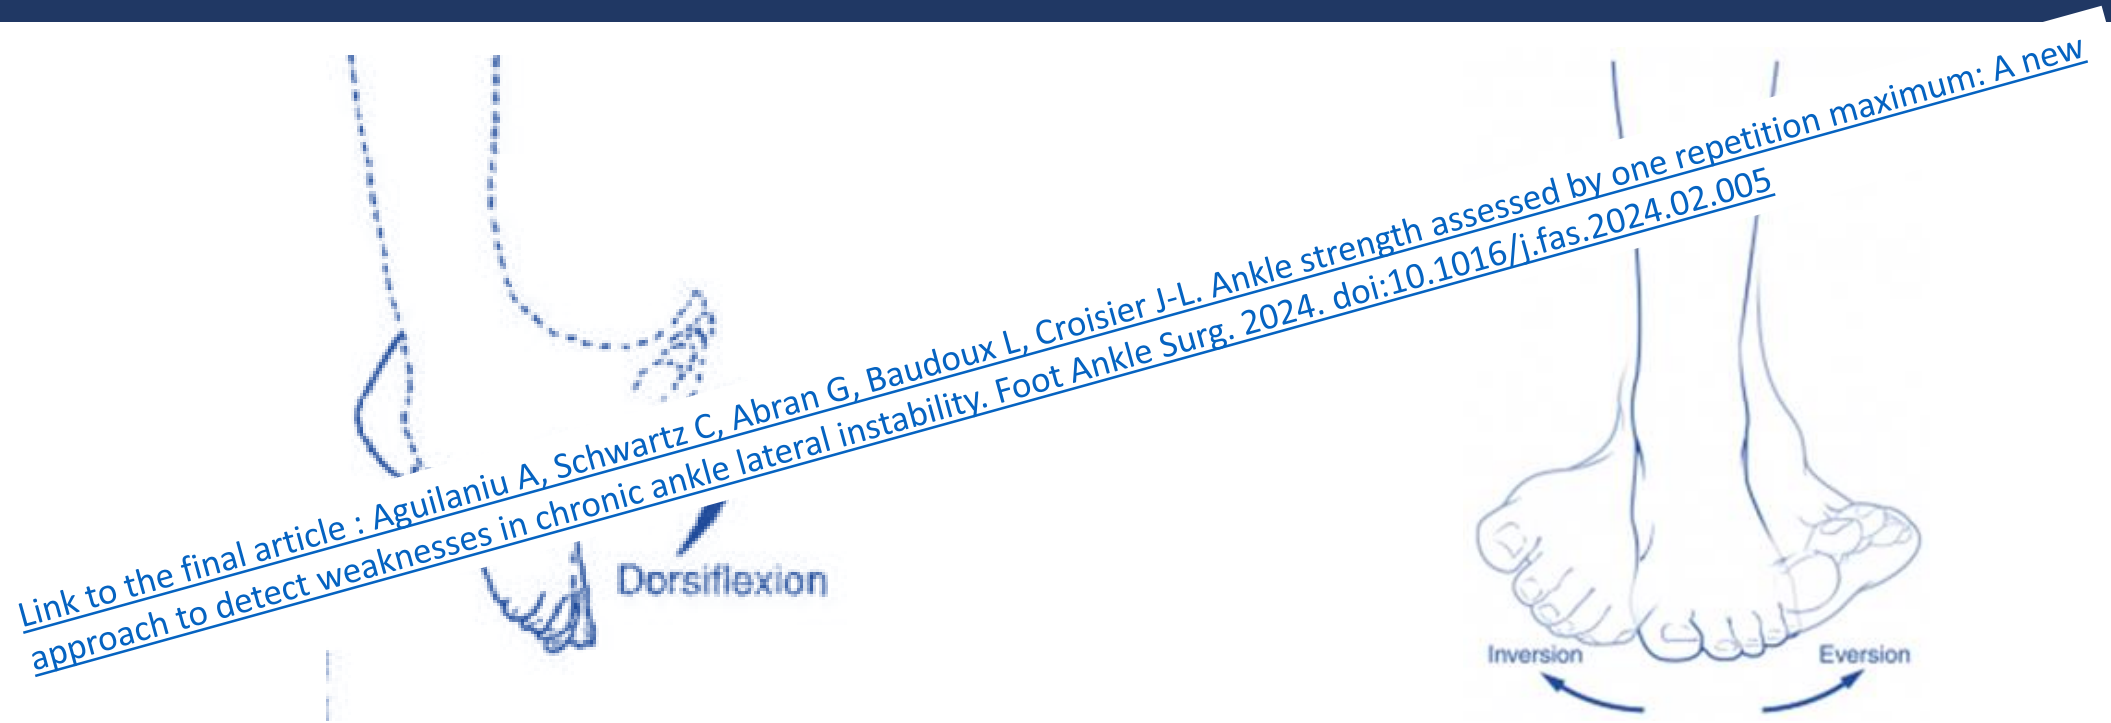 Link to the final article : Aguilaniu A, Schwartz C, Abran G, Baudoux L, Croisier J-L. Ankle strength assessed by one repetition maximum: A new
approach to detect weaknesses in chronic ankle lateral instability. Foot Ankle Surg. 2024. doi:10.1016/j.fas.2024.02.005
Dorsiflexion
Inversion
Eversion